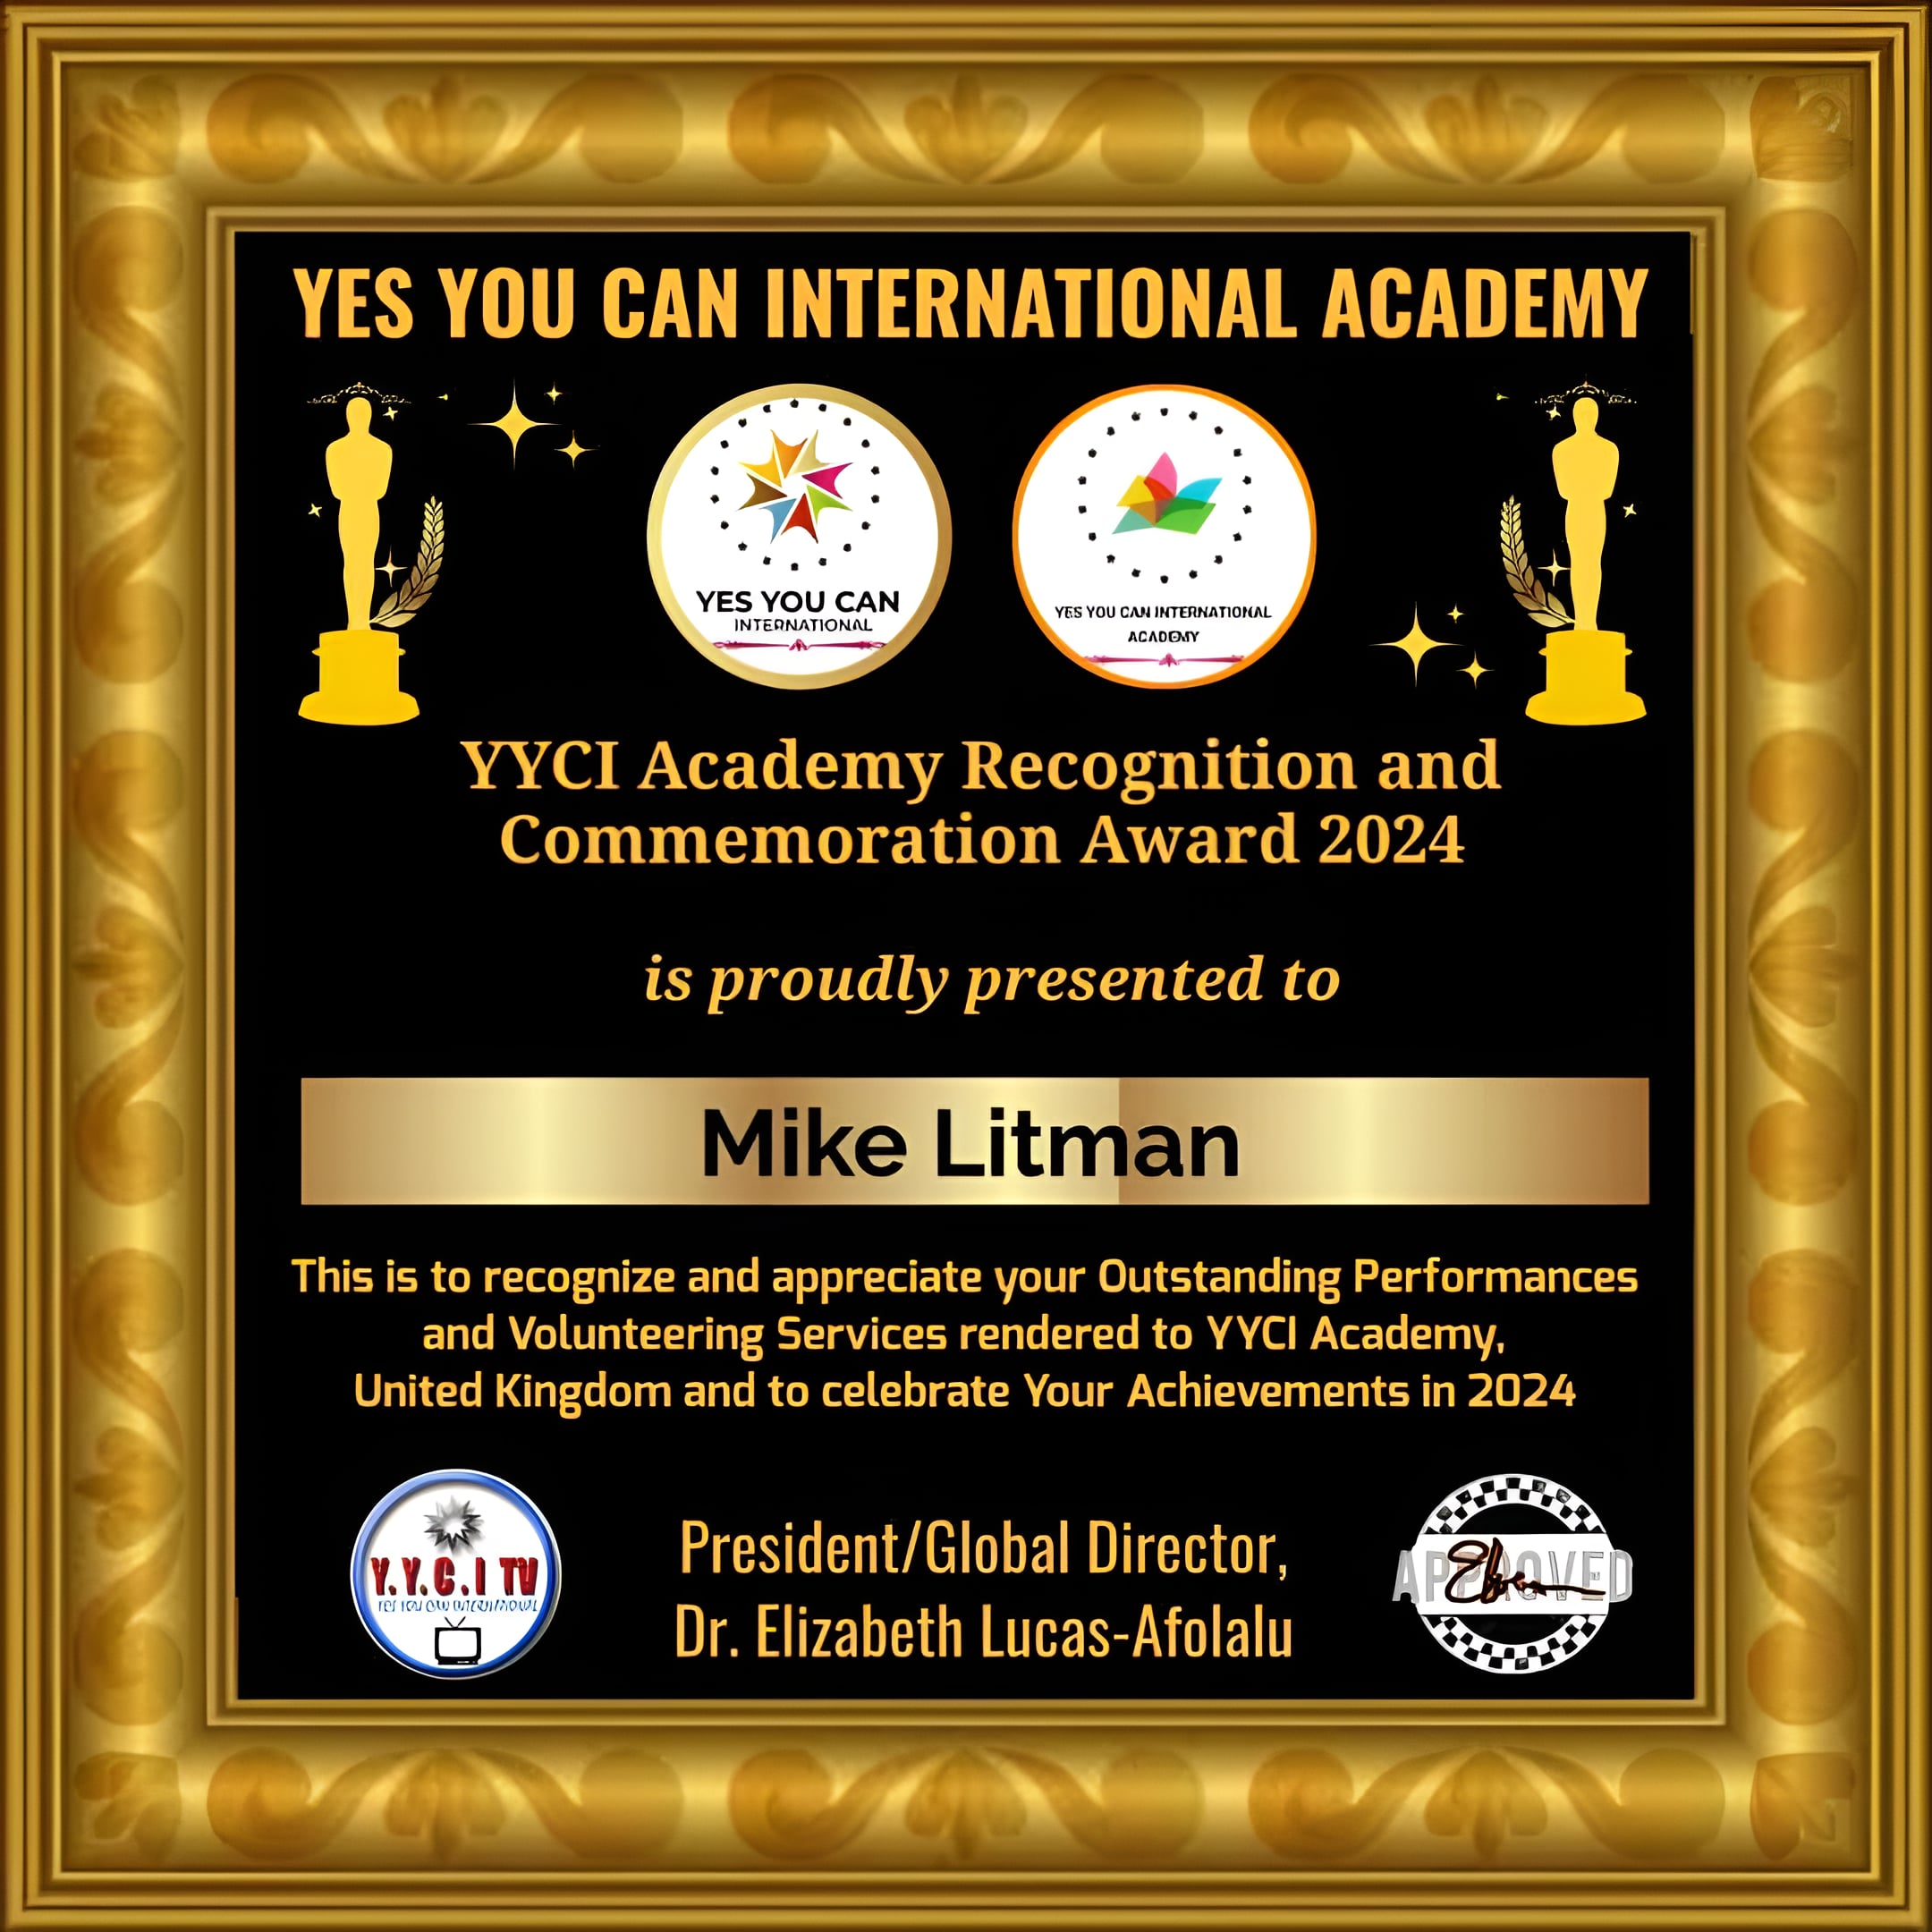 YES YOU CAN INTERNATIONAL ACADEMY
YES YOU CAN
INTERNATIONAL
YES YOU CAN INTERNATIONAL
ACADEMY
YYCI Academy Recognition and
Commemoration Award 2024
is proudly presented to
Mike Litman
This is to recognize and appreciate your Outstanding Performances
and Volunteering Services rendered to YYCI Academy,
United Kingdom and to celebrate Your Achievements in 2024
Y.Y.C.I TV
YES YOU CAN INTERNATIONAL
President/Global Director,
Dr. Elizabeth Lucas-Afolalu
APPROVED